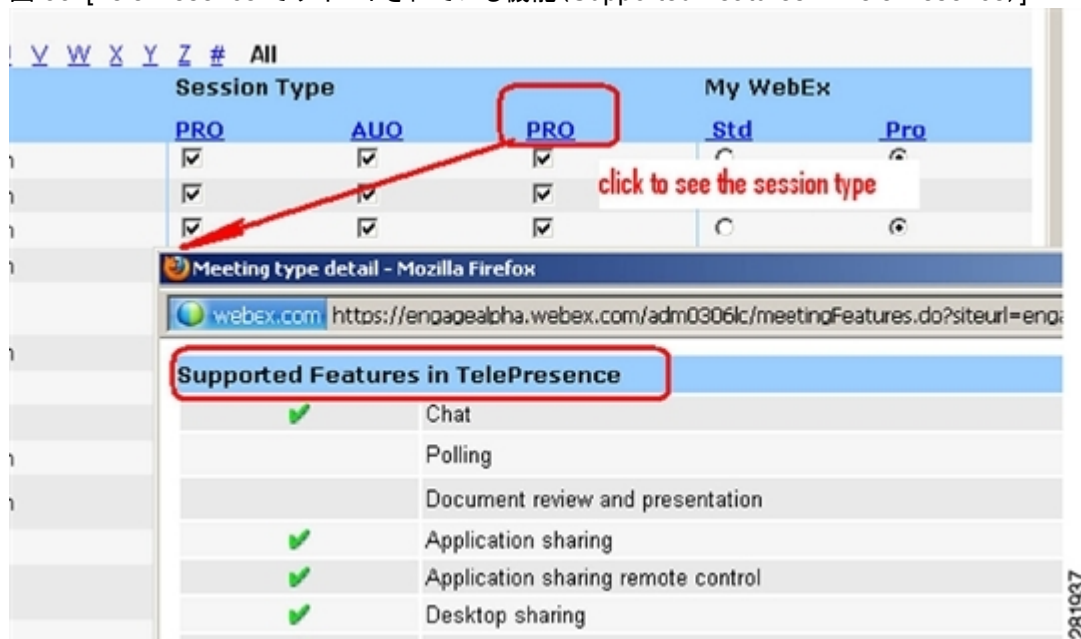 V W X Y Z # All
Session Type My WebEx
PRO AUO PRO Std Pro
click to see the session type
Meeting type detail - Mozilla Firefox
webex.com https://engagealpha.webex.com/adm0306lc/meetingFeatures.do?siteurl=enga
Supported Features in TelePresence
Chat
Polling
Document review and presentation
Application sharing
Application sharing remote control
Desktop sharing
281937